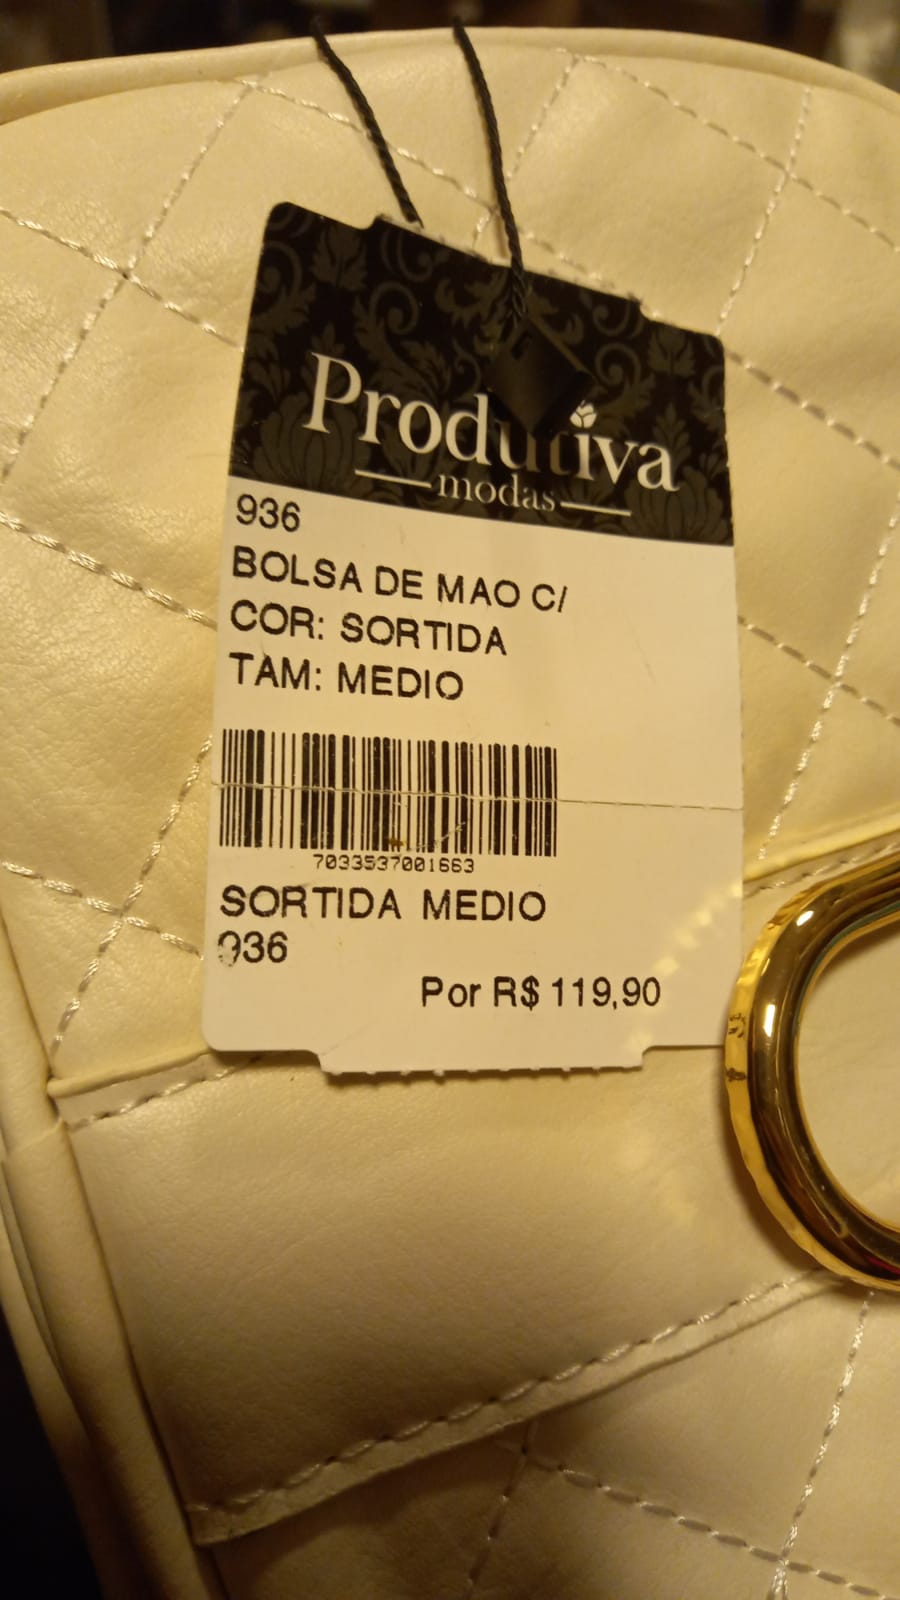 Produtiva
modas
936
BOLSA DE MAO C/
COR: SORTIDA
TAM: MEDIO
7033537001663
SORTIDA MEDIO
936
Por R$ 119,90